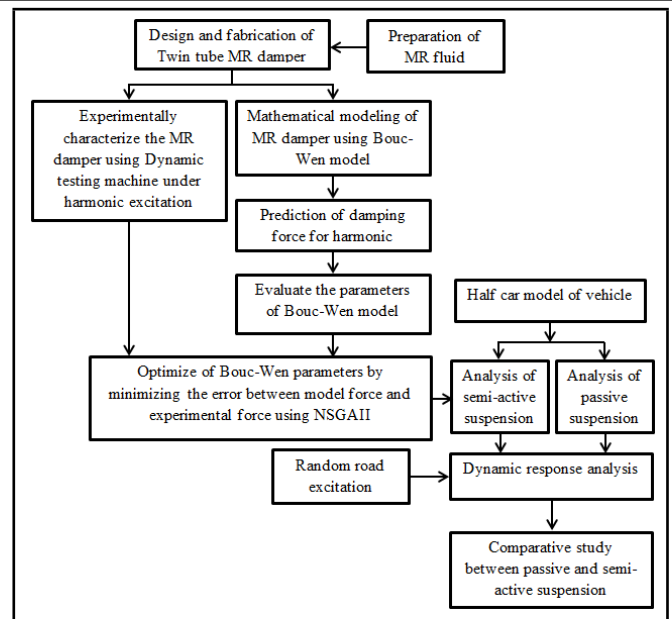 Design and fabrication of
Twin tube MR damper
Preparation of
MR fluid
Experimentally
characterize the MR
damper using Dynamic
testing machine under
harmonic excitation
Mathematical modeling of
MR damper using Bouc-
Wen model
Prediction of damping
force for harmonic
Evaluate the parameters
of Bouc-Wen model
Half car model of vehicle
Optimize of Bouc-Wen parameters by
minimizing the error between model force and
experimental force using NSGAII
Analysis of
semi-active
suspension
Analysis of
passive
suspension
Random road
excitation
Dynamic response analysis
Comparative study
between passive and semi-
active suspension